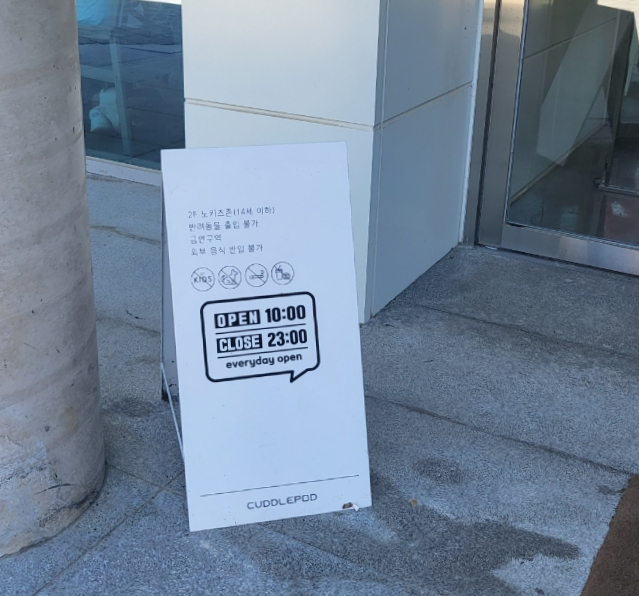 2F 노키즈존(14세 이하)
반려동물 출입 불가
금연구역
외부 음식 반입 불가
KIDS
OPEN 10:00
CLOSE 23:00
everyday open
CUDDLEPOD